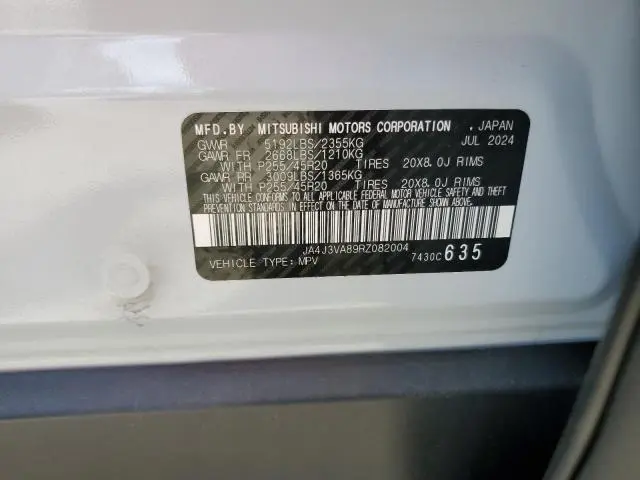 MFD. BY MITSUBISHI MOTORS CORPORATION , JAPAN
GVWR 5192LBS/2355KG JUL 2024
GAWR FR 2668LBS/1210KG
WITH P255/45R20 TIRES 20X8.0J RIMS
GAWR RR 3009LBS/1365KG
WITH P255/45R20 TIRES 20X8.0J RIMS
THIS VEHICLE CONFORMS TO ALL APPLICABLE FEDERAL MOTOR VEHICLE SAFETY, BUMPER, AND THEFT
PREVENTION STANDARDS IN EFFECT ON THE DATE OF MANUFACTURE SHOWN ABOVE.
JA4J3VA89RZ082004
VEHICLE TYPE: MPV 7430C 635